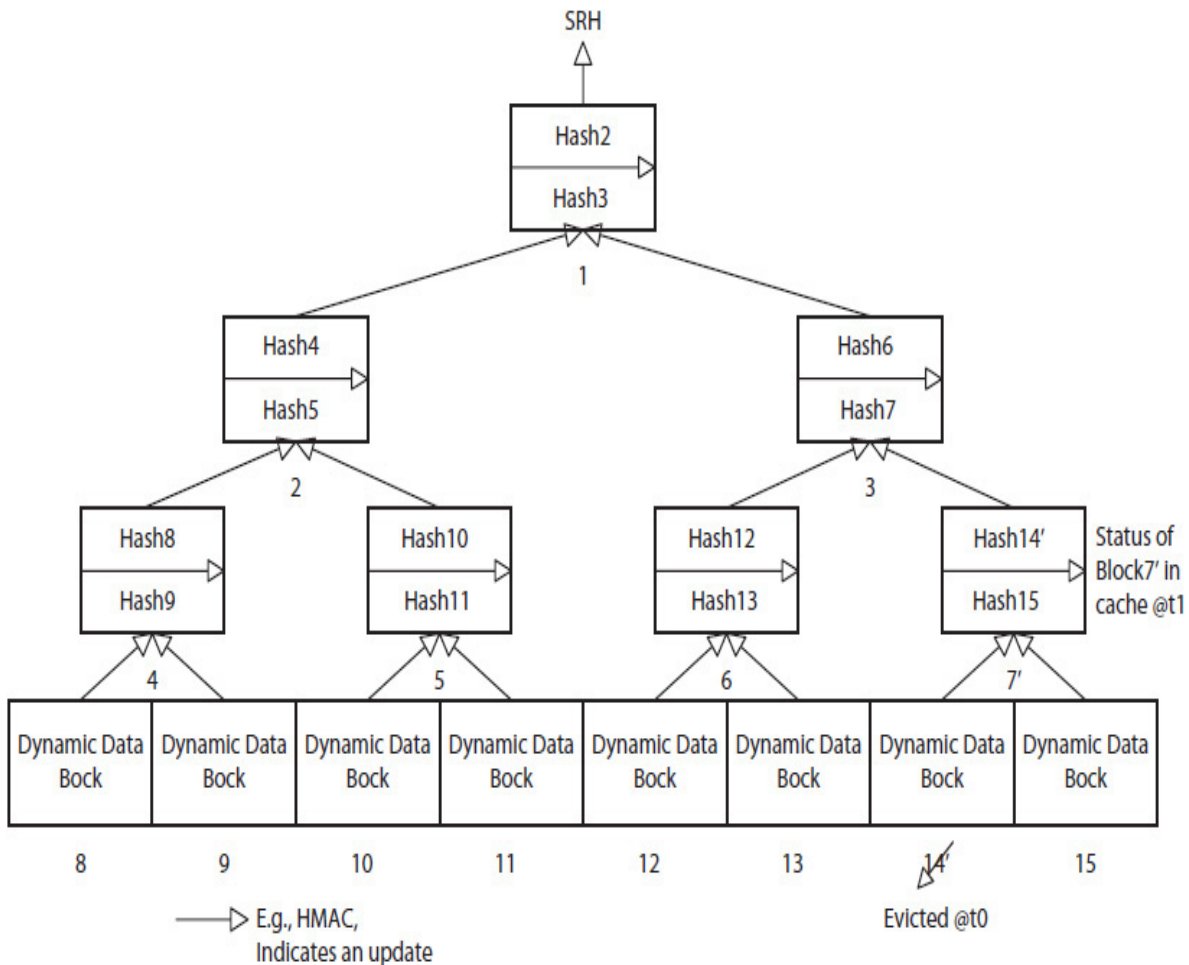 SRH
Hash2
Hash3
1
Hash4
Hash5
Hash6
Hash7
2
3
Hash8
Hash9
Hash10
Hash11
Hash12
Hash13
Hash14'
Hash15
Status of
Block7' in
cache @t1
4
5
6
7'
Dynamic Data
Bock
Dynamic Data
Bock
Dynamic Data
Bock
Dynamic Data
Bock
Dynamic Data
Bock
Dynamic Data
Bock
Dynamic Data
Bock
Dynamic Data
Bock
8
9
10
11
12
13
14'
15
E.g., HMAC,
Indicates an update
Evicted @t0